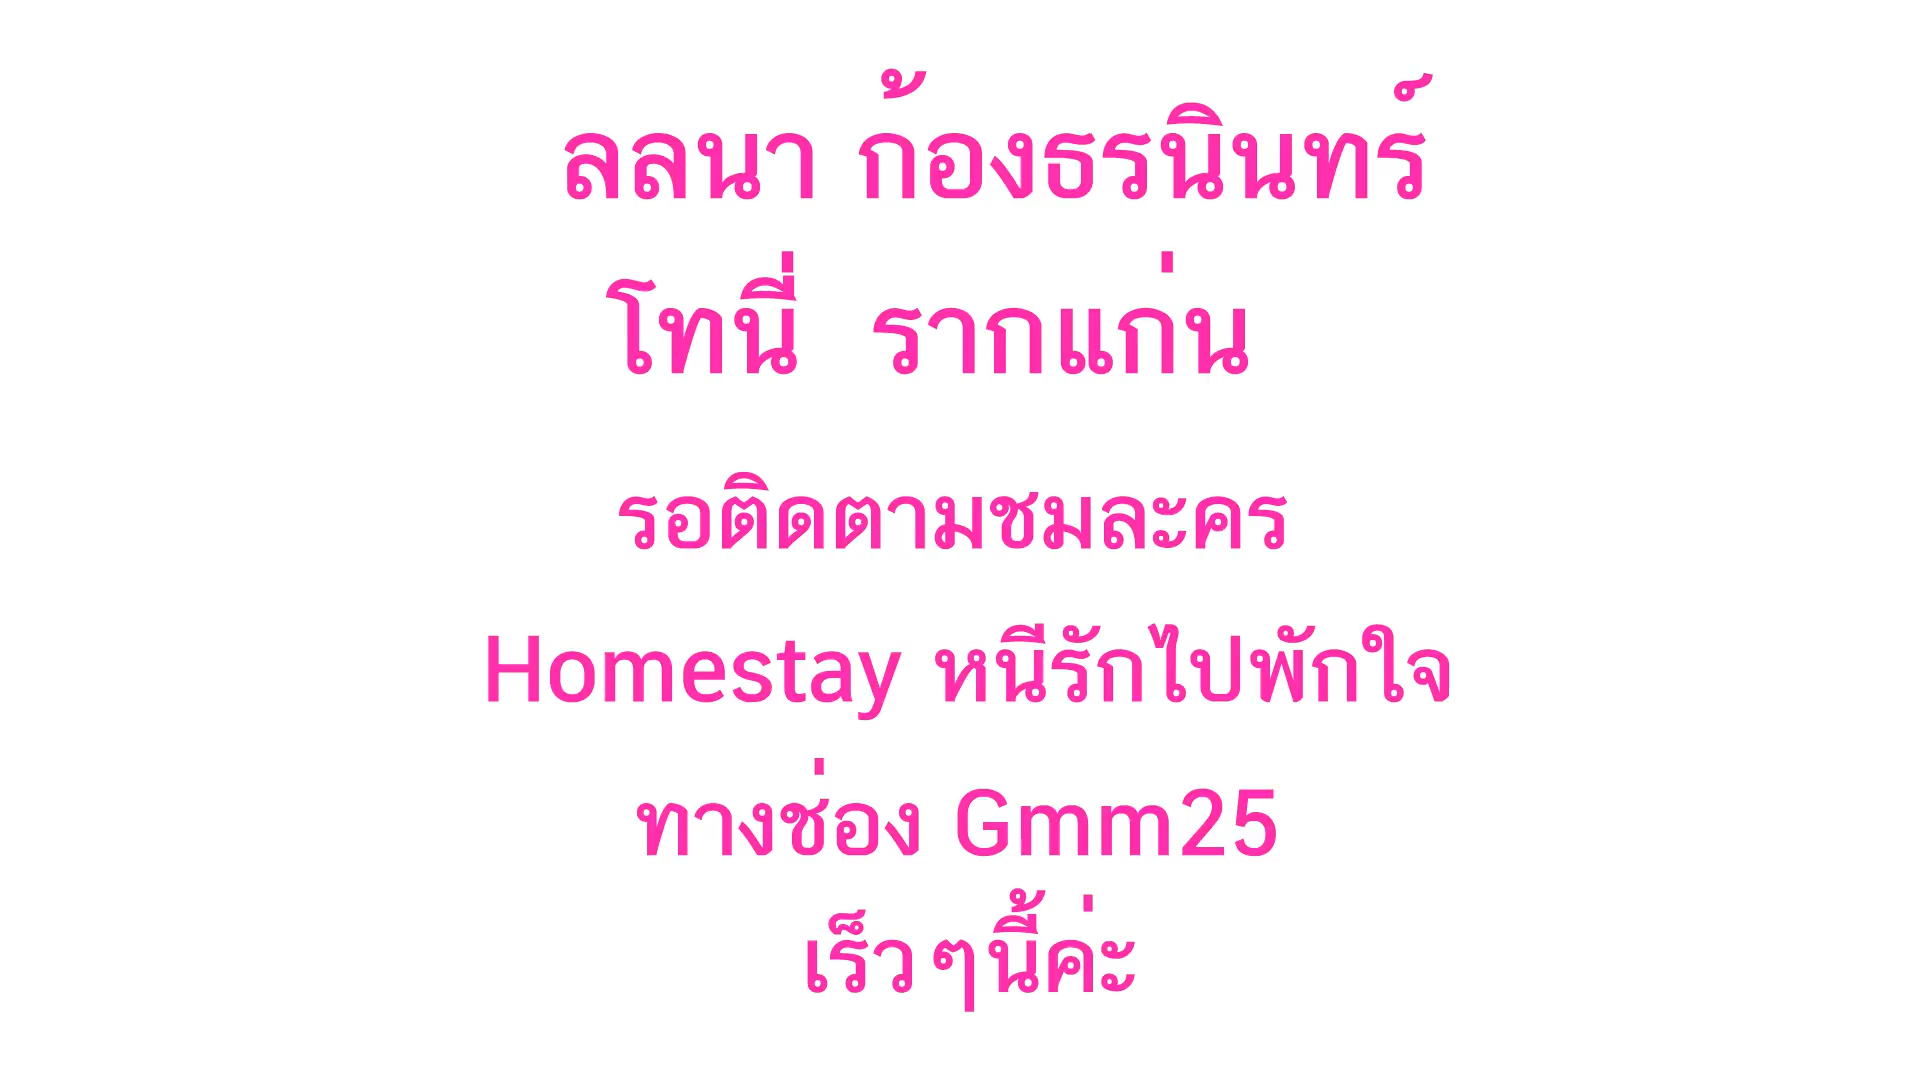 ลลนา ก้องธรนินทร์
โทนี่ รากแก่น
รอติดตามชมละคร
Homestay หนีรักไปพักใจ
ทางช่อง Gmm25
เร็วๆนี้ค่ะ